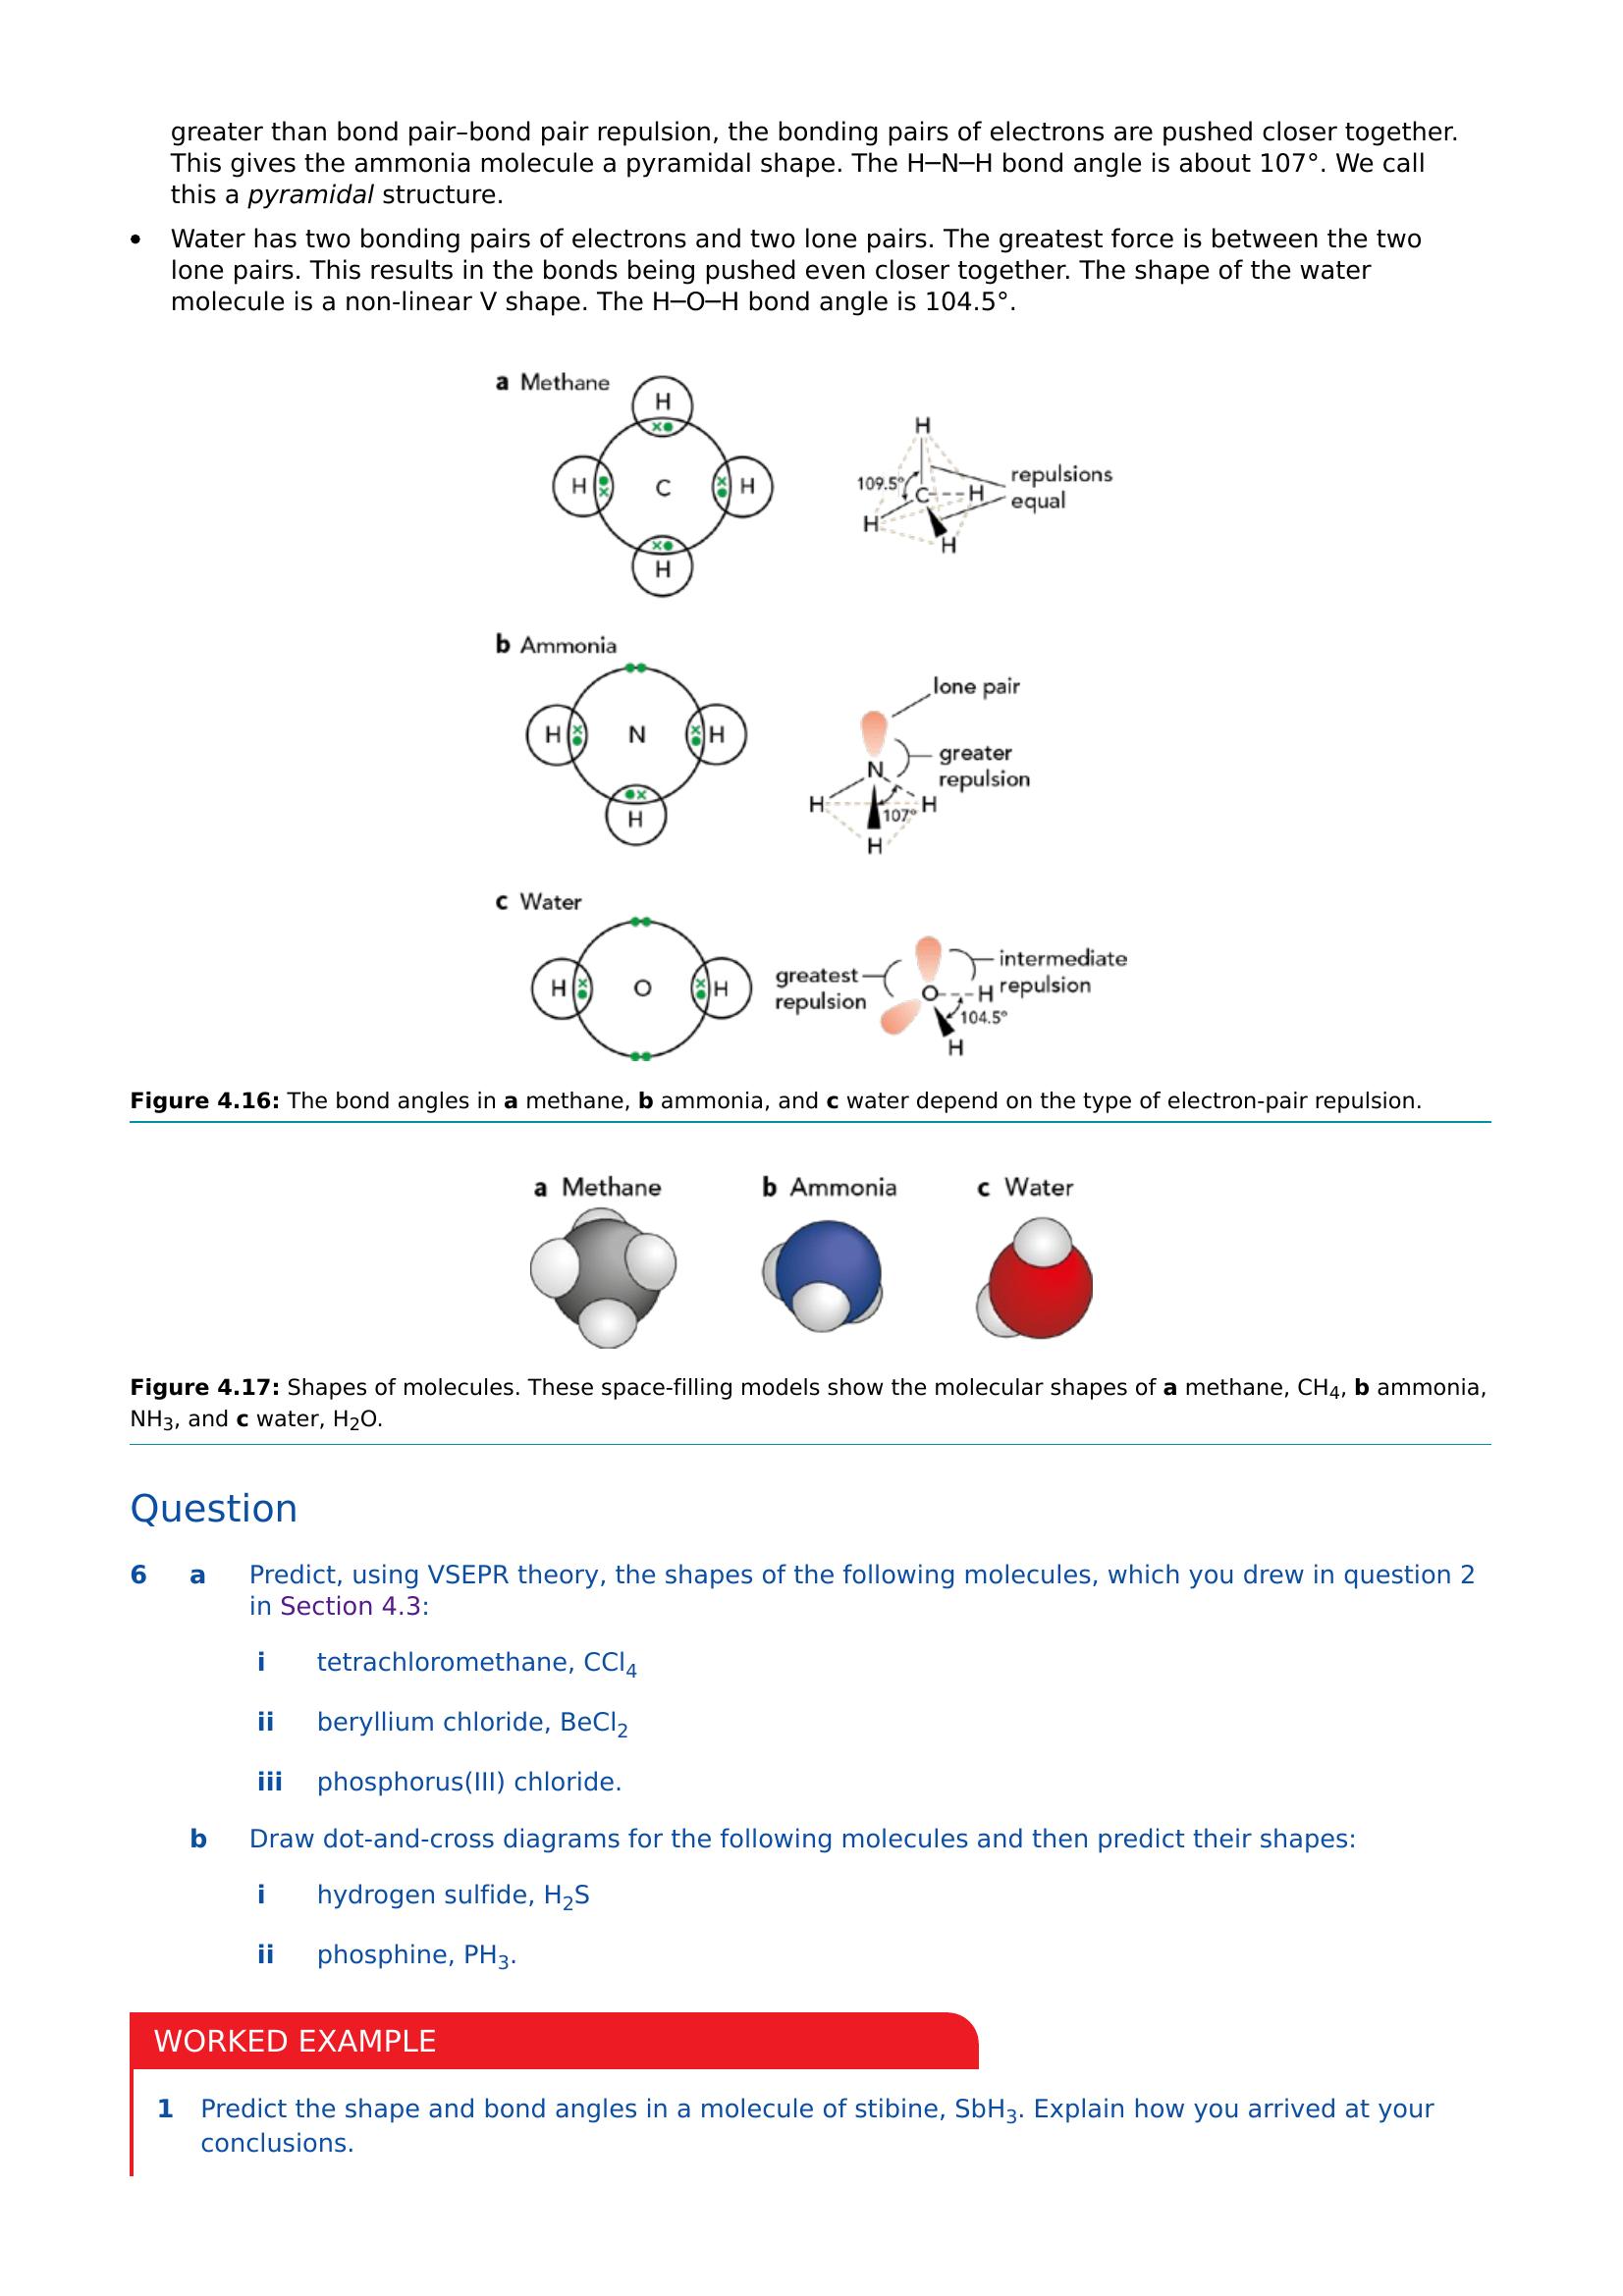 greater than bond pair–bond pair repulsion, the bonding pairs of electrons are pushed closer together.
This gives the ammonia molecule a pyramidal shape. The H─N─H bond angle is about 107°. We call
this a pyramidal structure.
• Water has two bonding pairs of electrons and two lone pairs. The greatest force is between the two
lone pairs. This results in the bonds being pushed even closer together. The shape of the water
molecule is a non-linear V shape. The H─O─H bond angle is 104.5°.
a Methane
H
H C H
H
H
109.5°
C H
H
H
repulsions
equal
b Ammonia
H N H
H
lone pair
greater
repulsion
N
H H
107°
H
c Water
H O H
greatest
repulsion
intermediate
repulsion
O H
104.5°
H
Figure 4.16: The bond angles in a methane, b ammonia, and c water depend on the type of electron-pair repulsion.
a Methane b Ammonia c Water
Figure 4.17: Shapes of molecules. These space-filling models show the molecular shapes of a methane, CH₄, b ammonia,
NH₃, and c water, H₂O.
Question
6 a Predict, using VSEPR theory, the shapes of the following molecules, which you drew in question 2
in Section 4.3:
i tetrachloromethane, CCl₄
ii beryllium chloride, BeCl₂
iii phosphorus(III) chloride.
b Draw dot-and-cross diagrams for the following molecules and then predict their shapes:
i hydrogen sulfide, H₂S
ii phosphine, PH₃.
WORKED EXAMPLE
1 Predict the shape and bond angles in a molecule of stibine, SbH₃. Explain how you arrived at your
conclusions.